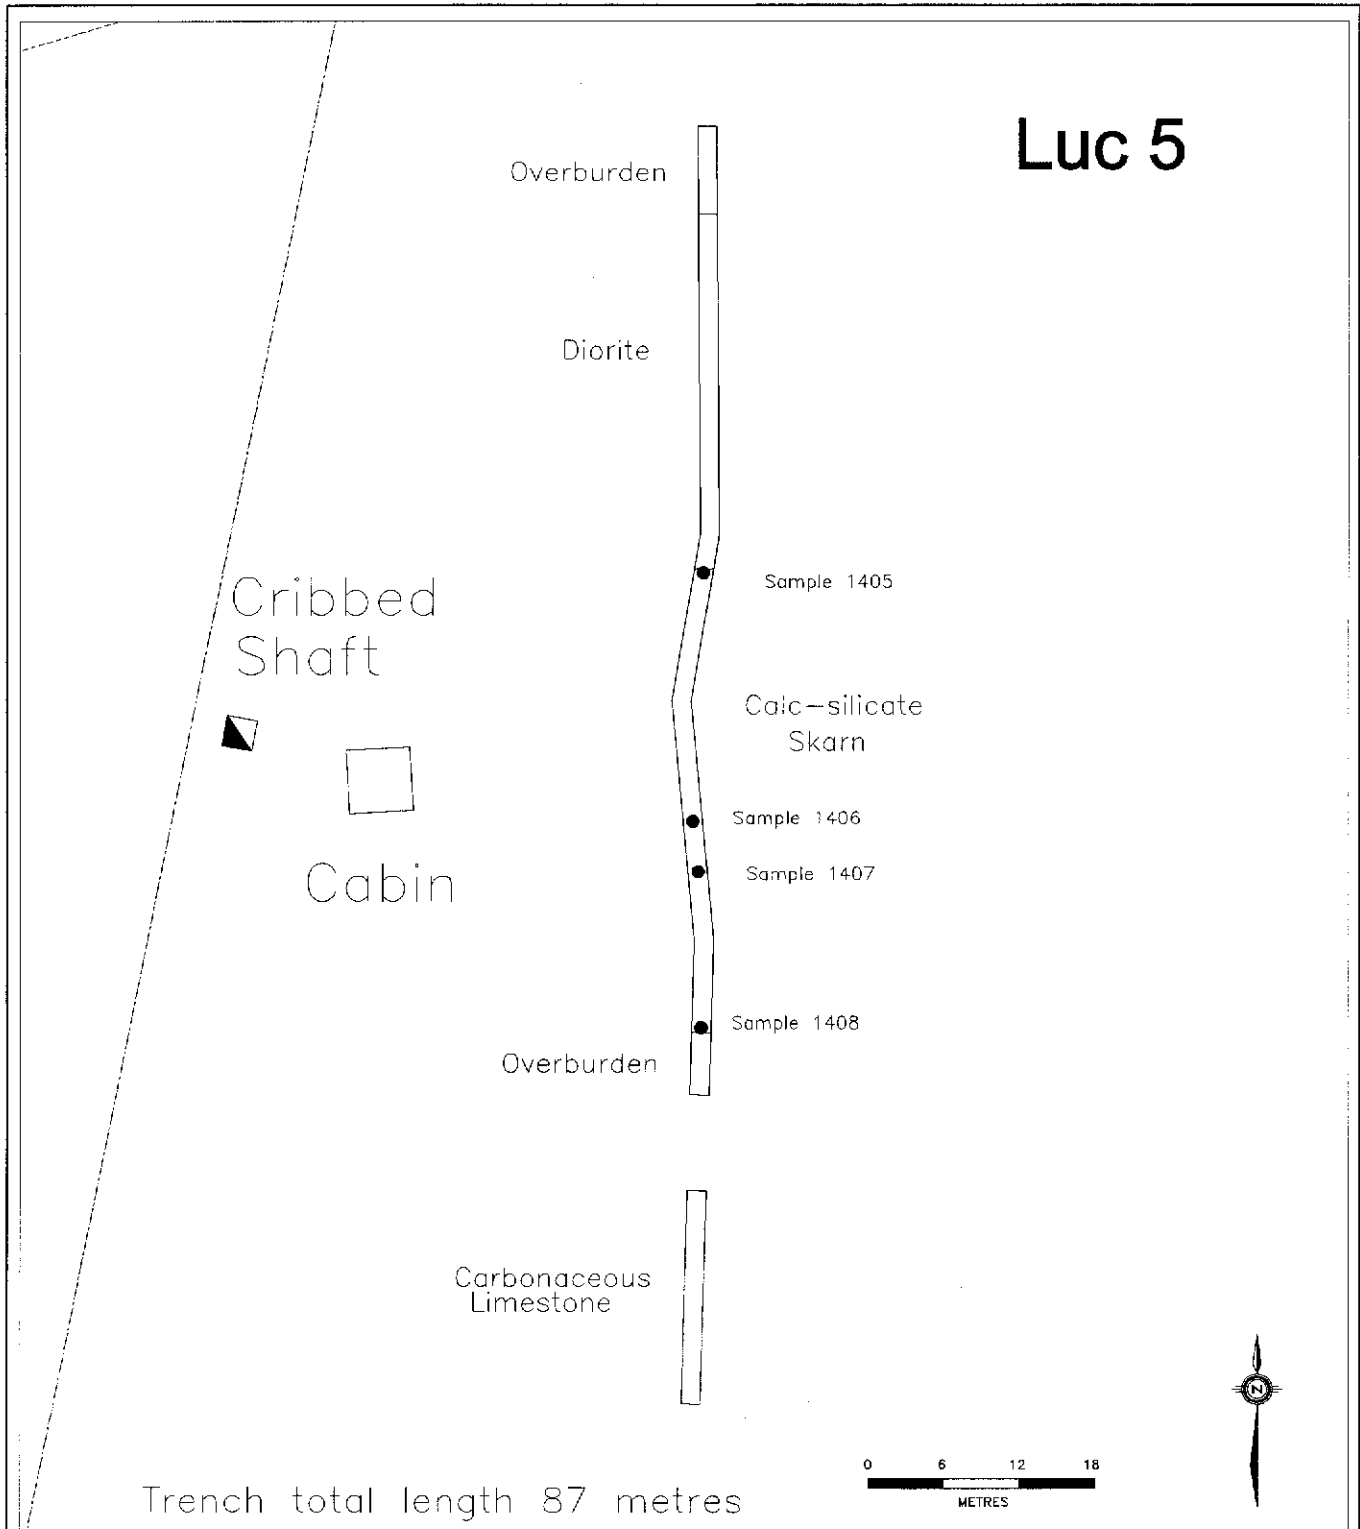 Luc 5
Overburden
Diorite
Sample 1405
Cribbed
Shaft
Calc-silicate
Skarn
Sample 1406
Cabin
Sample 1407
Sample 1408
Overburden
Carbonaceous
Limestone
N
0 6 12 18
METRES
Trench total length 87 metres